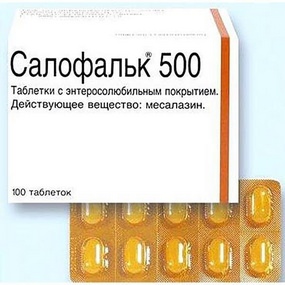 Салофальк® 500
Таблетки с энтеросолюбильным покрытием.
Действующее вещество: месалазин.
100 таблеток